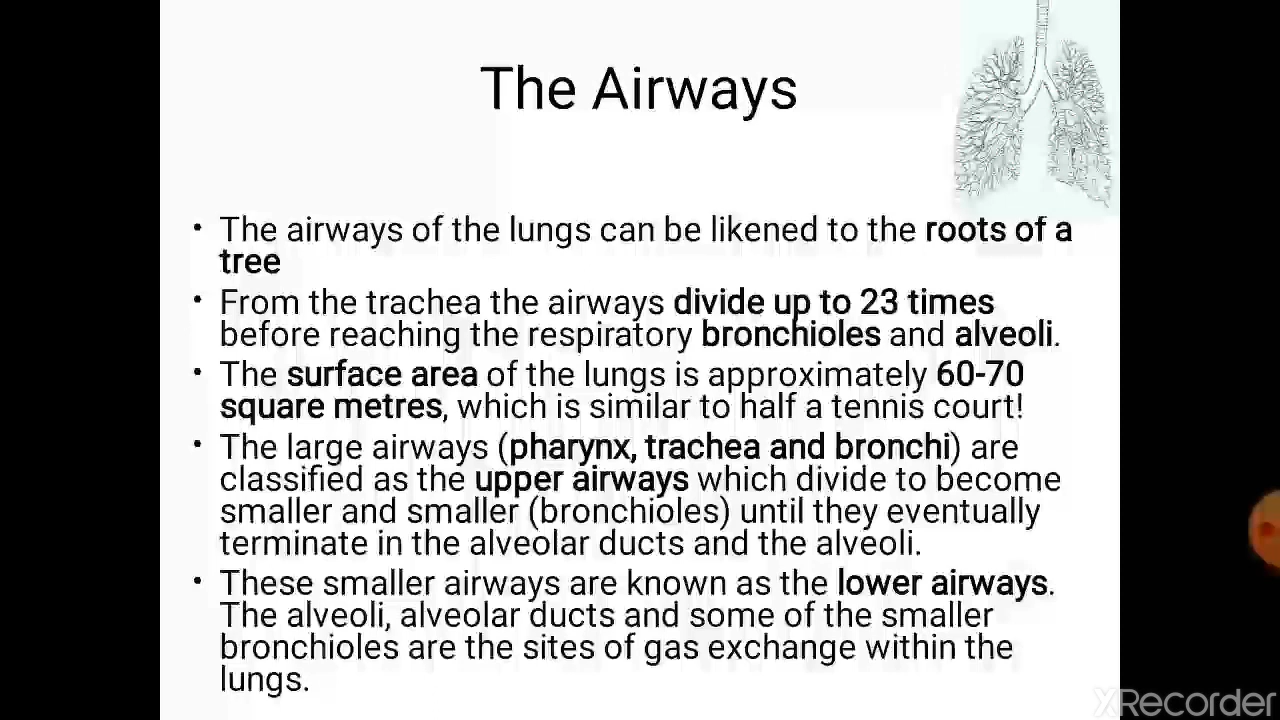 The Airways
• The airways of the lungs can be likened to the roots of a
tree
• From the trachea the airways divide up to 23 times
before reaching the respiratory bronchioles and alveoli.
• The surface area of the lungs is approximately 60-70
square metres, which is similar to half a tennis court!
• The large airways (pharynx, trachea and bronchi) are
classified as the upper airways which divide to become
smaller and smaller (bronchioles) until they eventually
terminate in the alveolar ducts and the alveoli.
• These smaller airways are known as the lower airways.
The alveoli, alveolar ducts and some of the smaller
bronchioles are the sites of gas exchange within the
lungs.
XRecorder